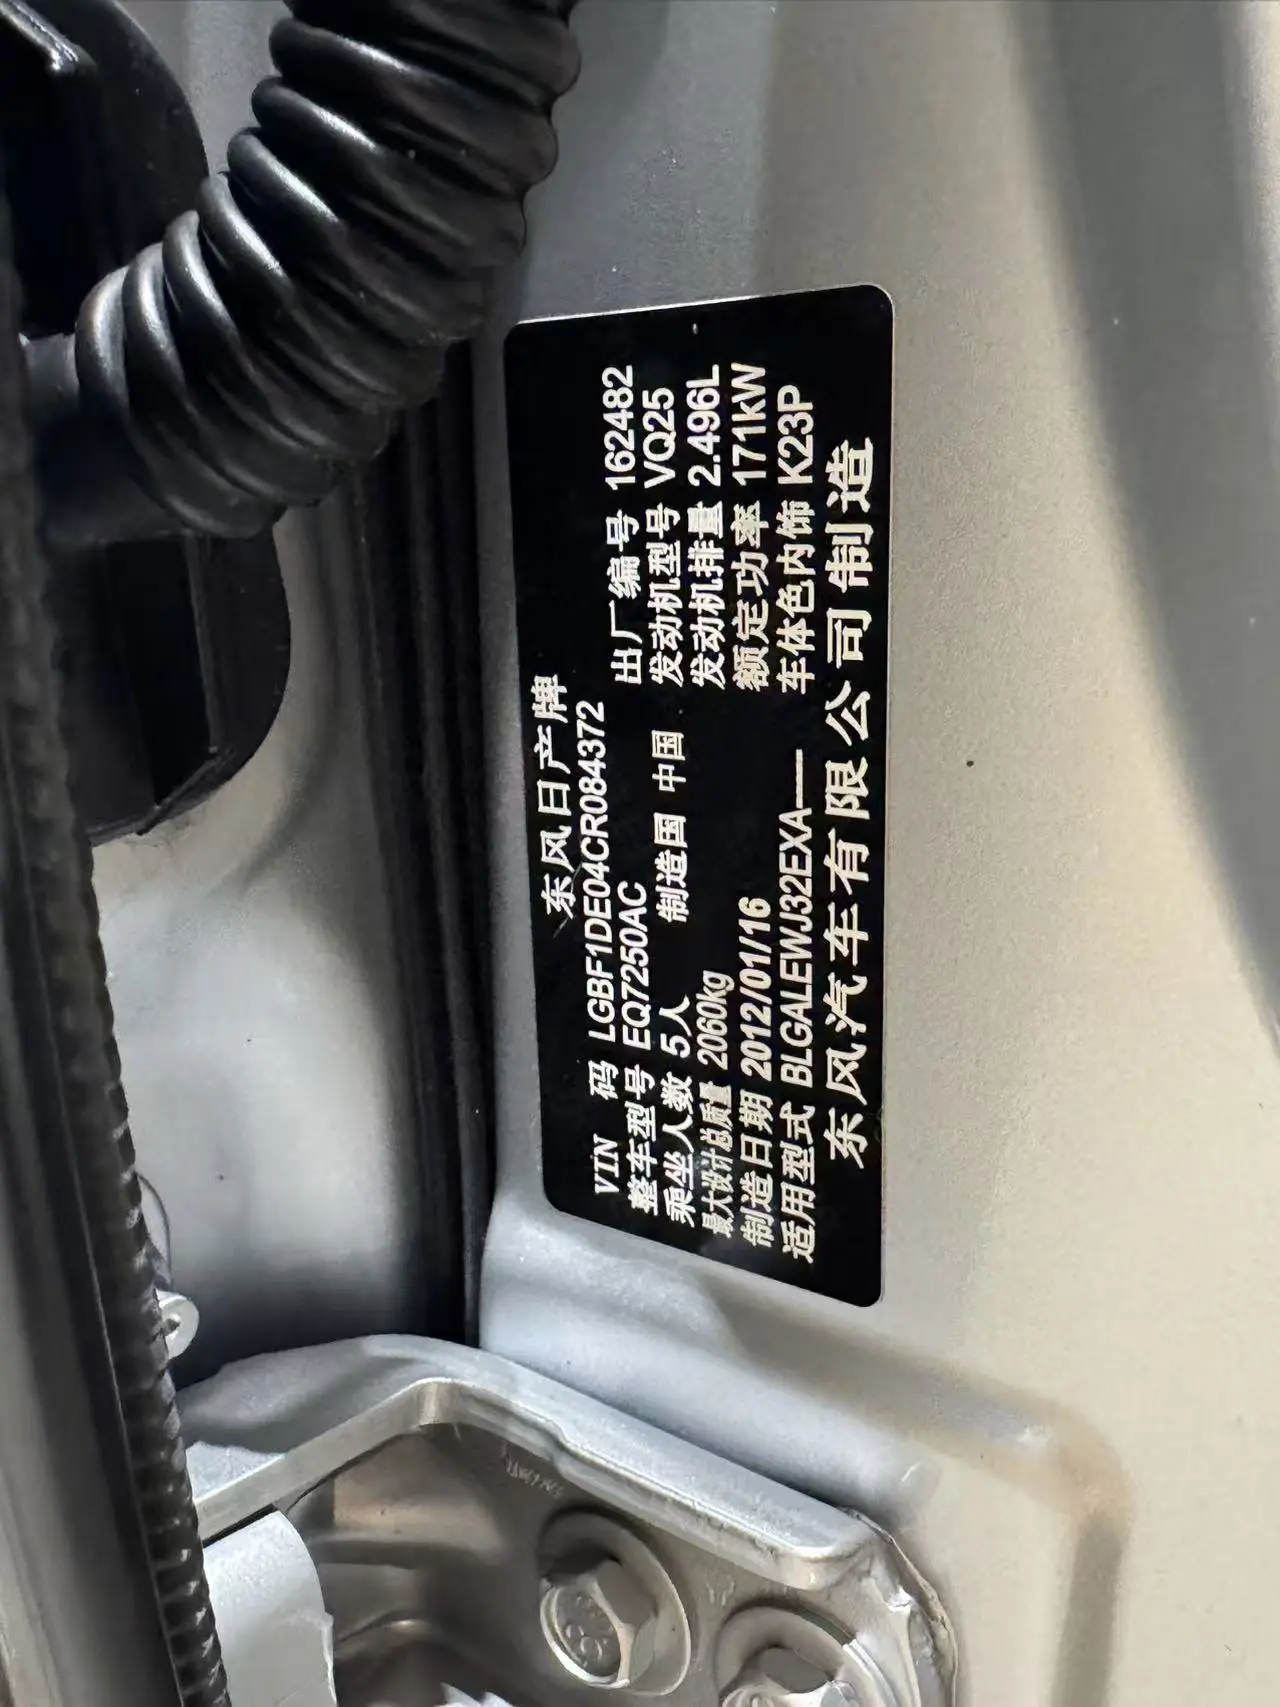 东风日产牌
VIN 码 LGBF1DE04CR084372 出厂编号 162482
整车型号 EQ7250AC 发动机型号 VQ25
乘坐人数 5人 制造国 中国 发动机排量 2.496L
最大设计总质量 2060kg 额定功率 171kW
制造日期 2012/01/16 车体色内饰 K23P
适用型式 BLGALEWJ32EXA—
东风汽车有限公司制造